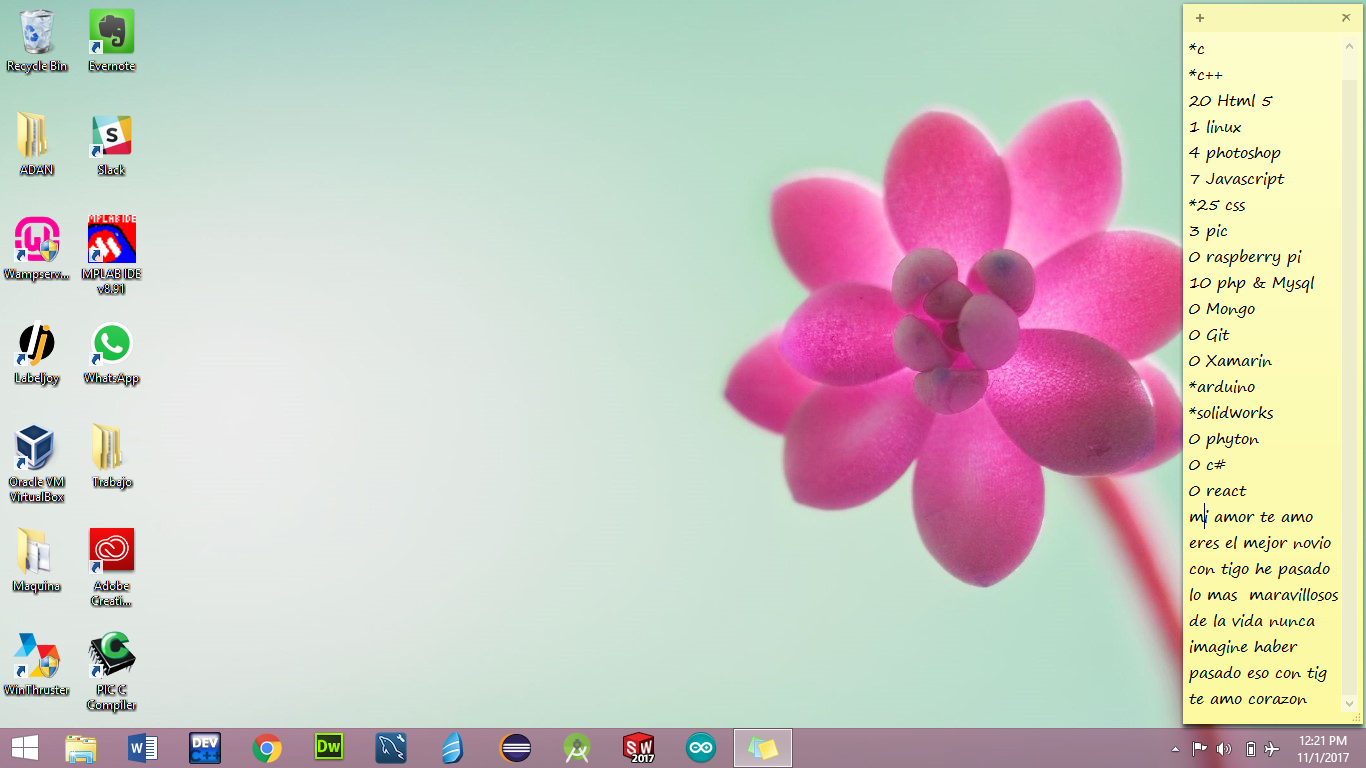 Recycle Bin
Evernote
ADAN
Slack
Wampserv...
MPLAB IDE
MPLAB IDE
v8.91
Labeljoy
WhatsApp
Oracle VM
VirtualBox
Trabajo
Maquina
Adobe
Creati...
WinThruster
PIC C
Compiler
*c
*c++
20 Html 5
1 linux
4 photoshop
7 Javascript
*25 css
3 pic
0 raspberry pi
10 php & Mysql
0 Mongo
0 Git
0 Xamarin
*arduino
*solidworks
0 phyton
0 c#
0 react
mi amor te amo
eres el mejor novio
con tigo he pasado
lo mas  maravillosos
de la vida nunca
imagine haber
pasado eso con tig
te amo corazon
DEV
C++
Dw
SW
2017
12:21 PM
11/1/2017